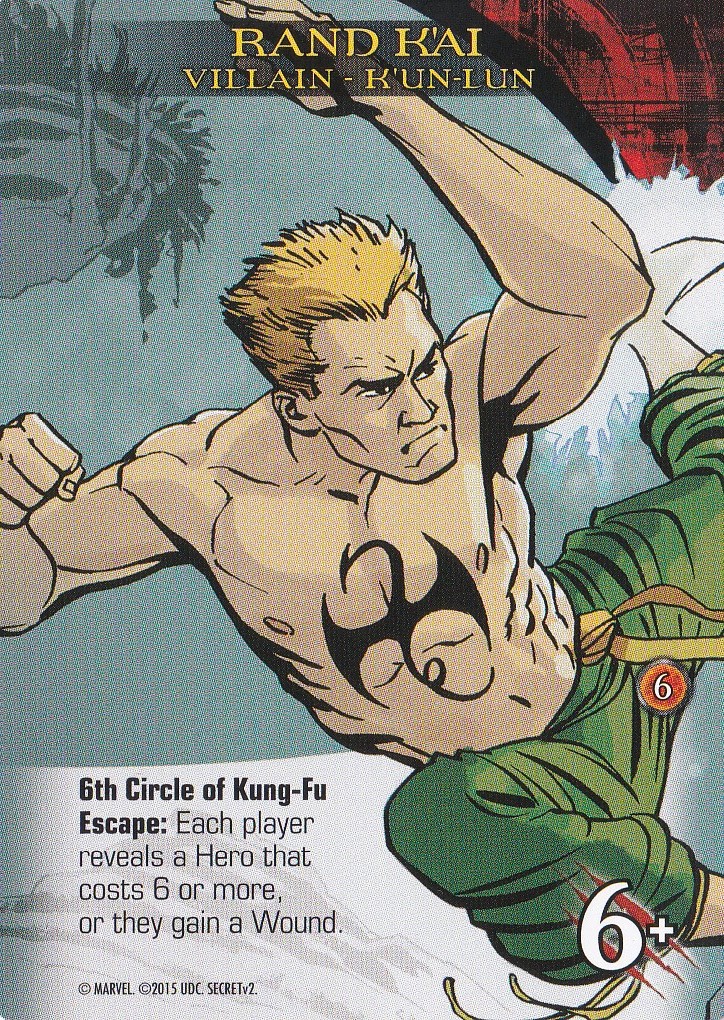 RAND K'AI
VILLAIN - K'UN-LUN
6
6th Circle of Kung-Fu
Escape: Each player
reveals a Hero that
costs 6 or more,
or they gain a Wound.
6+
© MARVEL. ©2015 UDC. SECRETv2.